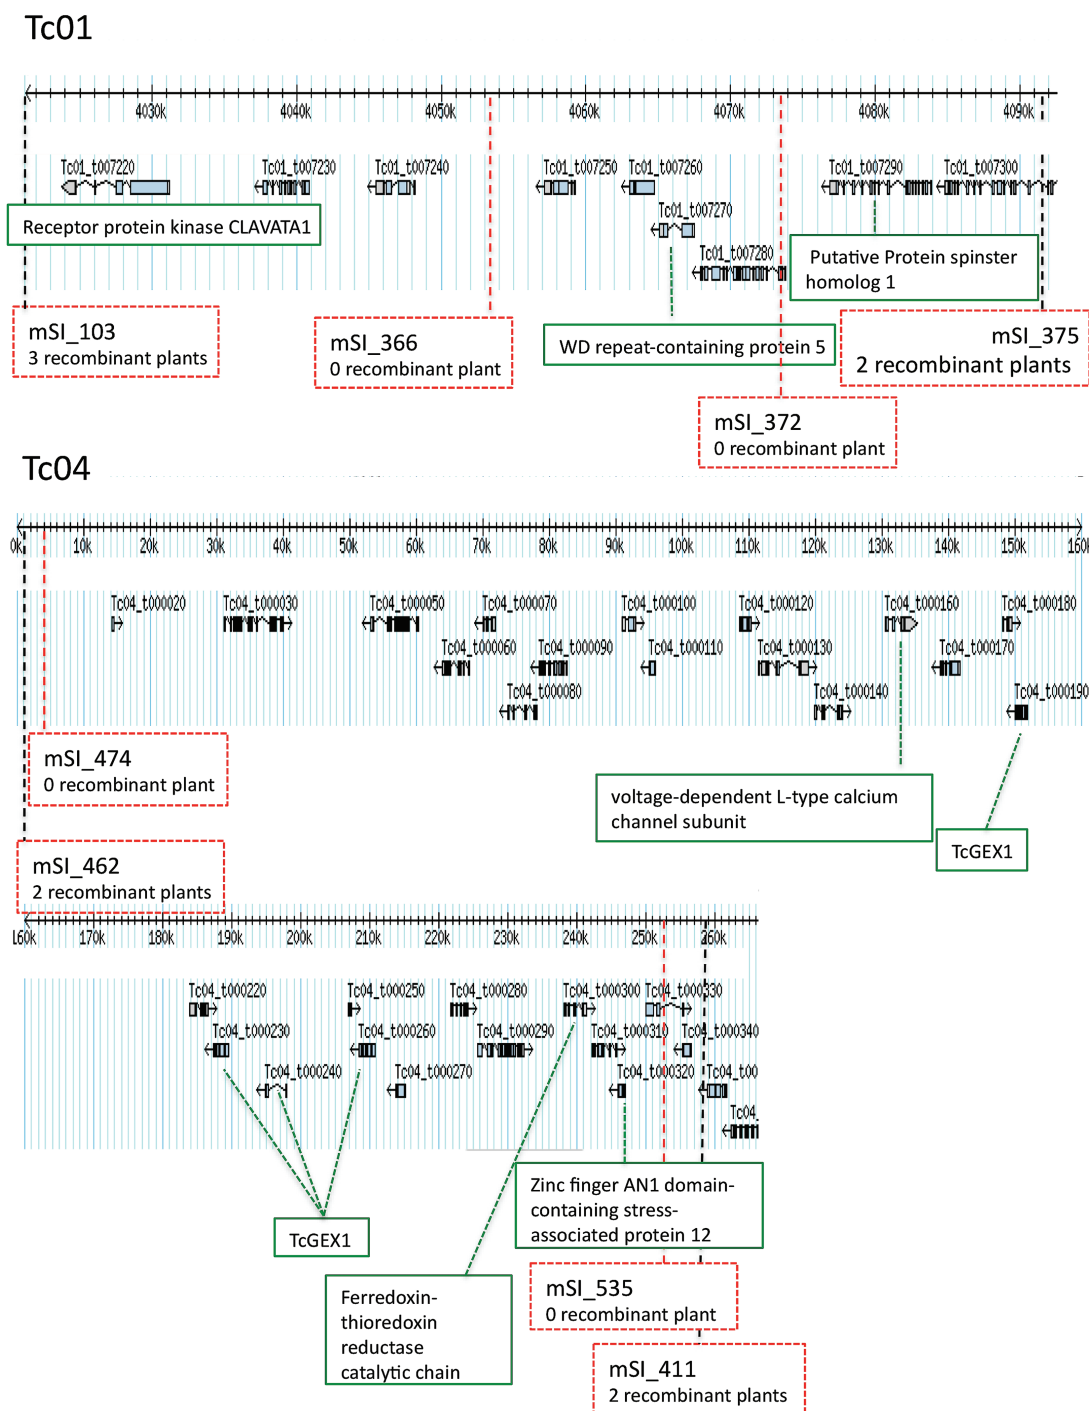 Tc01
4030k 4040k 4050k 4060k 4070k 4080k 4090k
Tc01_t007220 Tc01_t007230 Tc01_t007240 Tc01_t007250 Tc01_t007260 Tc01_t007290 Tc01_t007300
Tc01_t007270
Tc01_t007280
Receptor protein kinase CLAVATA1
Putative Protein spinster
homolog 1
WD repeat-containing protein 5
mSI_103
3 recombinant plants
mSI_366
0 recombinant plant
mSI_375
2 recombinant plants
mSI_372
0 recombinant plant
Tc04
0k 10k 20k 30k 40k 50k 60k 70k 80k 90k 100k 110k 120k 130k 140k 150k 160k
Tc04_t000020 Tc04_t000030 Tc04_t000050 Tc04_t000070 Tc04_t000100 Tc04_t000120 Tc04_t000160 Tc04_t000180
Tc04_t000060 Tc04_t000090 Tc04_t000110 Tc04_t000130 Tc04_t000170
Tc04_t000080 Tc04_t000140 Tc04_t000190
mSI_474
0 recombinant plant
voltage-dependent L-type calcium
channel subunit
TcGEX1
mSI_462
2 recombinant plants
160k 170k 180k 190k 200k 210k 220k 230k 240k 250k 260k
Tc04_t000220 Tc04_t000250 Tc04_t000280 Tc04_t000300 Tc04_t000330
Tc04_t000230 Tc04_t000260 Tc04_t000290 Tc04_t000310 Tc04_t000340
Tc04_t000240 Tc04_t000270 Tc04_t000320 Tc04_t00
Tc04_
Zinc finger AN1 domain-
containing stress-
associated protein 12
TcGEX1
Ferredoxin-
thioredoxin
reductase
catalytic chain
mSI_535
0 recombinant plant
mSI_411
2 recombinant plants